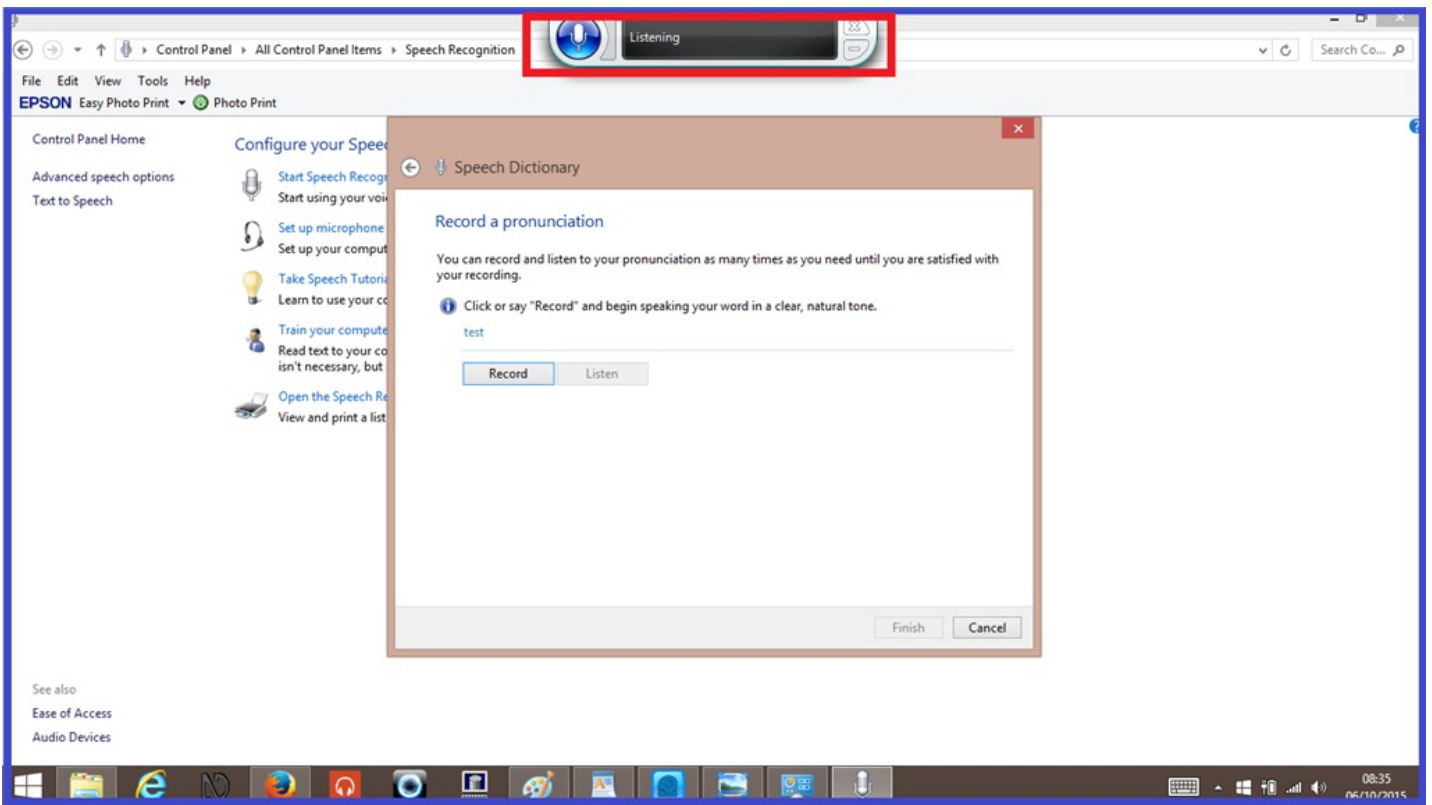 Listening
Control Panel All Control Panel Items Speech Recognition
Search Co...
File Edit View Tools Help
EPSON Easy Photo Print Photo Print
Control Panel Home
Advanced speech options
Text to Speech
Configure your Speec
Start Speech Recogn
Start using your voi
Set up microphone
Set up your comput
Take Speech Tutoria
Learn to use your co
Train your compute
Read text to your co
isn't necessary, but
Open the Speech Re
View and print a list
Speech Dictionary
Record a pronunciation
You can record and listen to your pronunciation as many times as you need until you are satisfied with
your recording.
Click or say "Record" and begin speaking your word in a clear, natural tone.
test
Record Listen
Finish Cancel
See also
Ease of Access
Audio Devices
08:35
06/10/2015